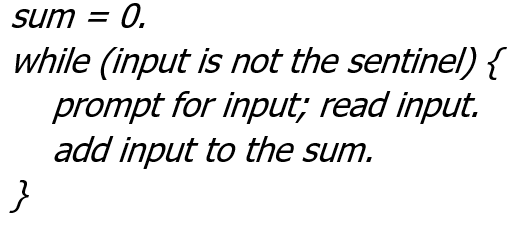 sum = 0.
while (input is not the sentinel) {
prompt for input; read input.
add input to the sum.
}